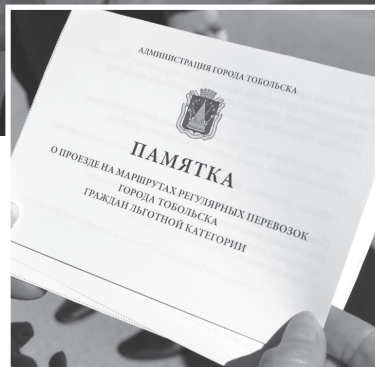 АДМИНИСТРАЦИЯ ГОРОДА ТОБОЛЬСКА
ПАМЯТКА
О ПРОЕЗДЕ НА МАРШРУТАХ РЕГУЛЯРНЫХ ПЕРЕВОЗОК
ГОРОДА ТОБОЛЬСКА
ГРАЖДАН ЛЬГОТНОЙ КАТЕГОРИИ